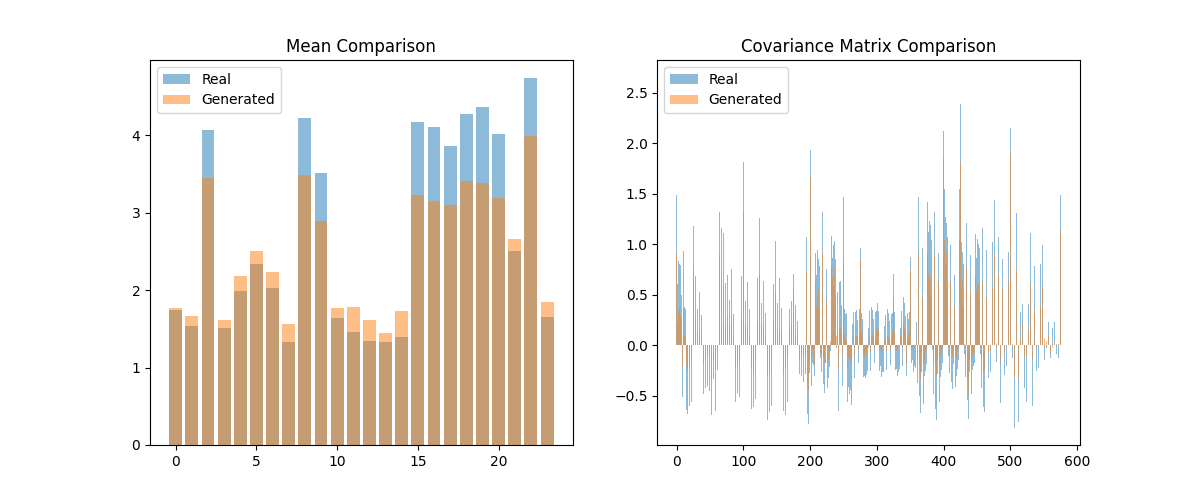 Mean Comparison
Real
Generated
4
3
2
1
0
0 5 10 15 20
Covariance Matrix Comparison
Real
Generated
2.5
2.0
1.5
1.0
0.5
0.0
−0.5
0 100 200 300 400 500 600